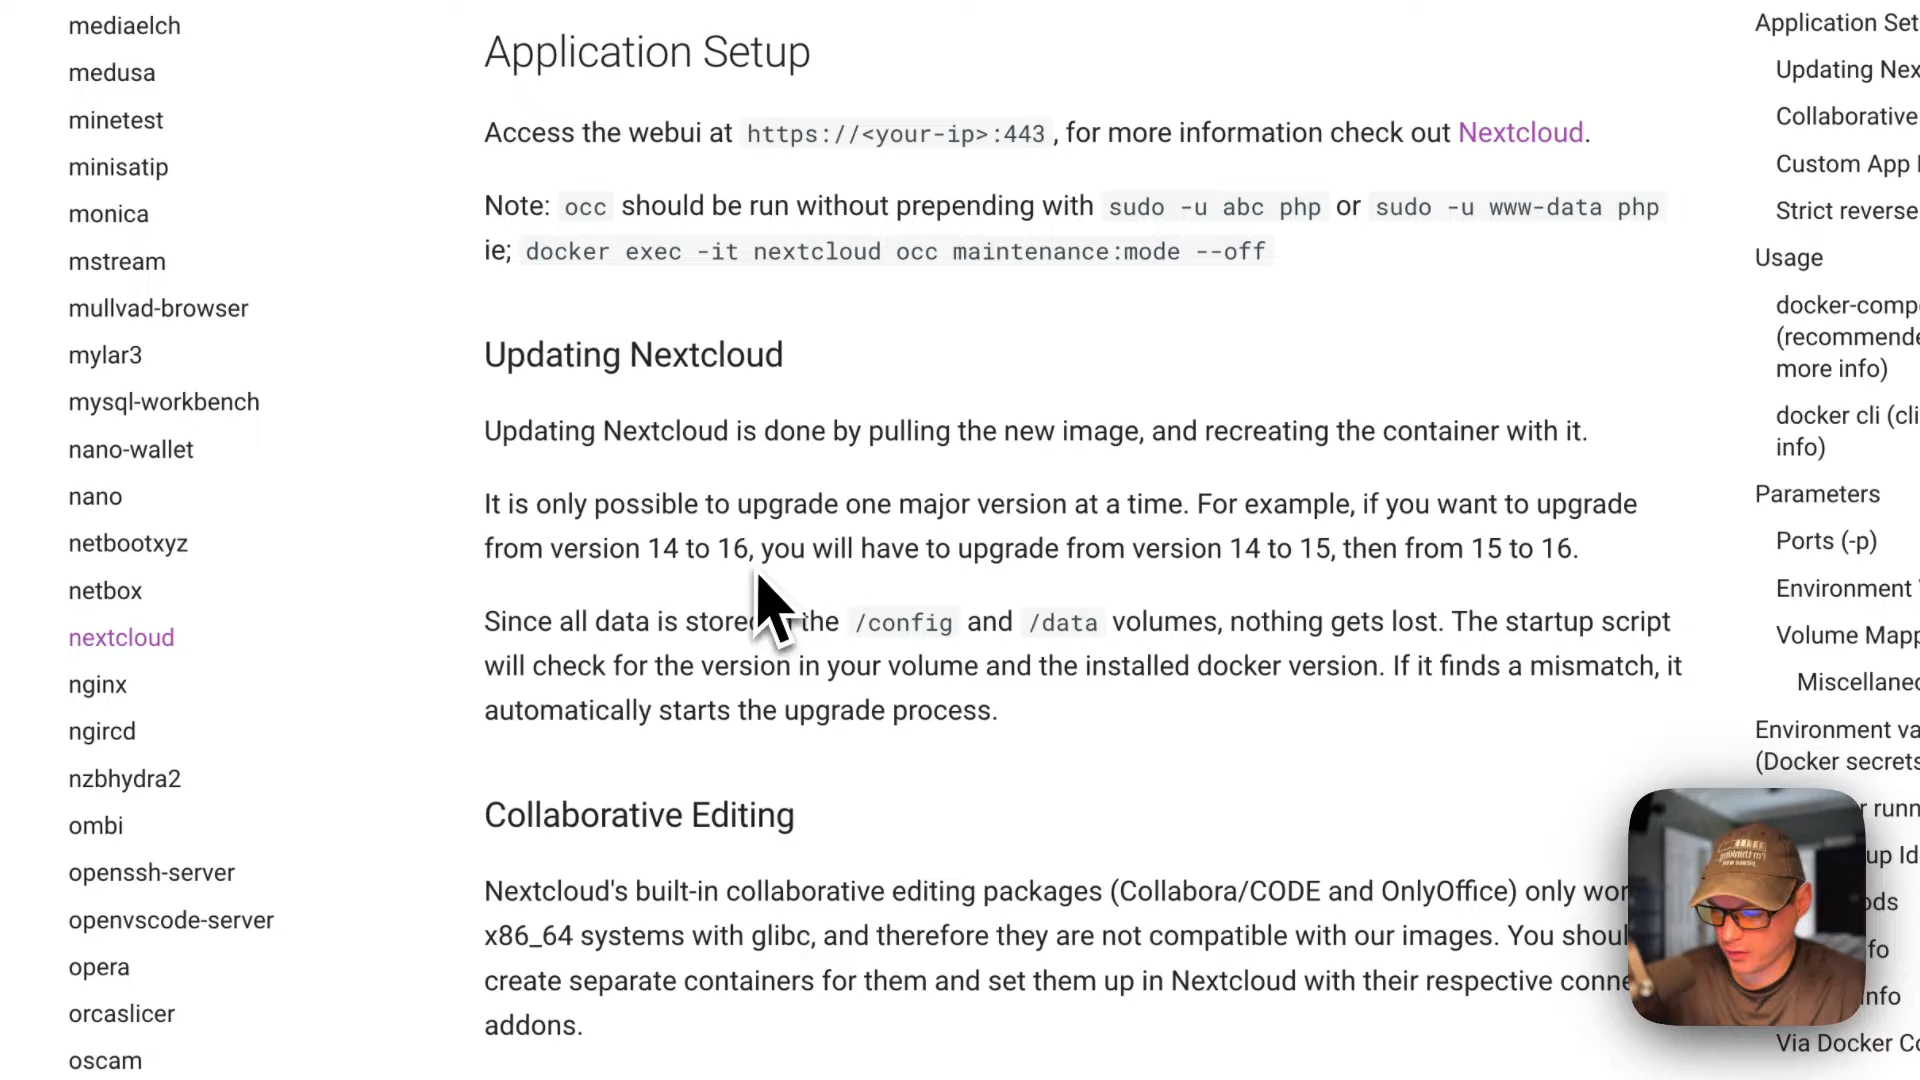 mediaelch
medusa
minetest
minisatip
monica
mstream
mullvad-browser
mylar3
mysql-workbench
nano-wallet
nano
netbootxyz
netbox
nextcloud
nginx
ngircd
nzbhydra2
ombi
openssh-server
openvscode-server
opera
orcaslicer
oscam
Application Setup
Access the webui at https://<your-ip>:443, for more information check out Nextcloud.
Note: occ should be run without prepending with sudo -u abc php or sudo -u www-data php
ie; docker exec -it nextcloud occ maintenance:mode --off
Updating Nextcloud
Updating Nextcloud is done by pulling the new image, and recreating the container with it.
It is only possible to upgrade one major version at a time. For example, if you want to upgrade
from version 14 to 16, you will have to upgrade from version 14 to 15, then from 15 to 16.
Since all data is store the /config and /data volumes, nothing gets lost. The startup script
will check for the version in your volume and the installed docker version. If it finds a mismatch, it
automatically starts the upgrade process.
Collaborative Editing
Nextcloud's built-in collaborative editing packages (Collabora/CODE and OnlyOffice) only wor
x86_64 systems with glibc, and therefore they are not compatible with our images. You shoul
create separate containers for them and set them up in Nextcloud with their respective conne
addons.
Application Set
Updating Nex
Collaborative
Custom App
Strict reverse
Usage
docker-comp
(recommende
more info)
docker cli (cli
info)
Parameters
Ports (-p)
Environment
Volume Mapp
Miscellaneo
Environment va
(Docker secrets
r runn
up Id
ods
fo
nfo
Via Docker Co